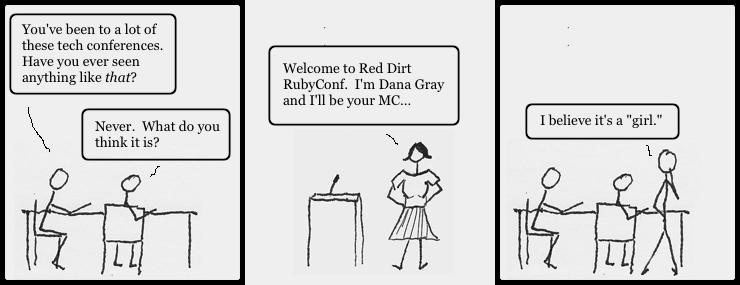 You've been to a lot of
these tech conferences.
Have you ever seen
anything like that?
Never. What do you
think it is?
Welcome to Red Dirt
RubyConf. I'm Dana Gray
and I'll be your MC...
I believe it's a "girl."